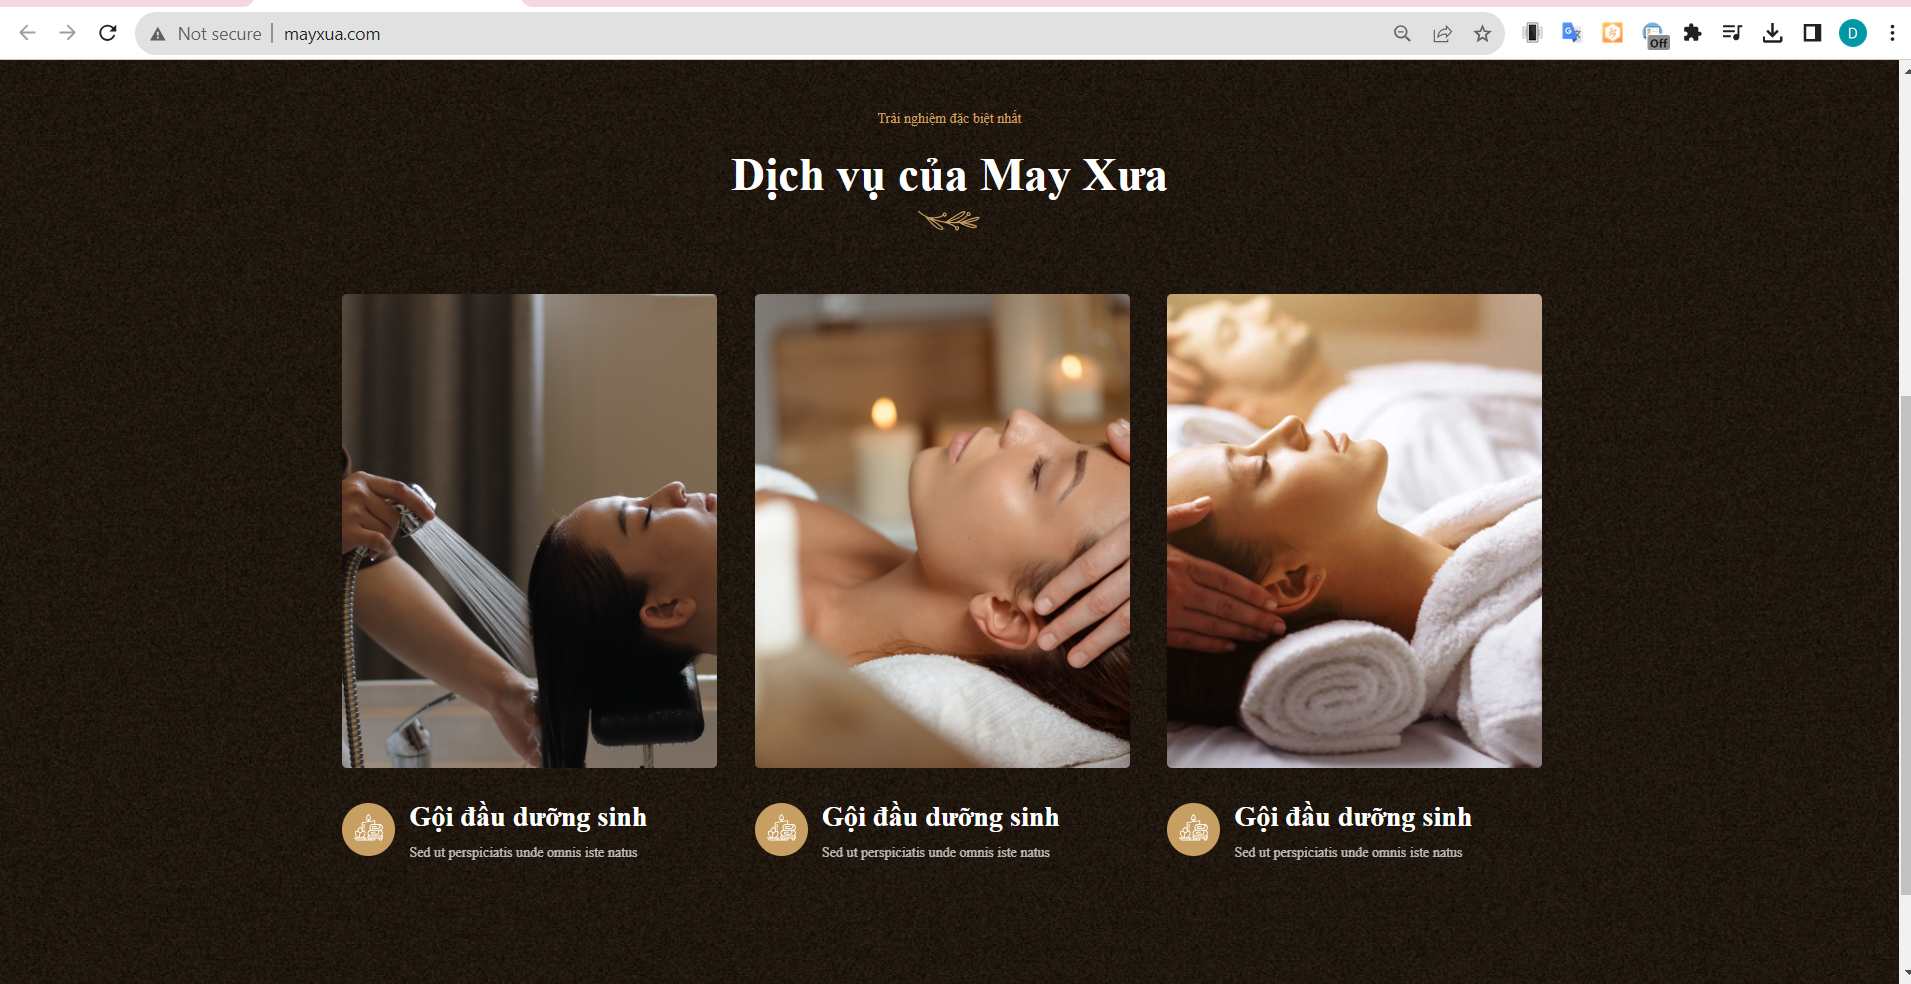 Not secure
mayxua.com
Off
D
Trải nghiệm đặc biệt nhất
Dịch vụ của May Xưa
Gội đầu dưỡng sinh
Sed ut perspiciatis unde omnis iste natus
Gội đầu dưỡng sinh
Sed ut perspiciatis unde omnis iste natus
Gội đầu dưỡng sinh
Sed ut perspiciatis unde omnis iste natus